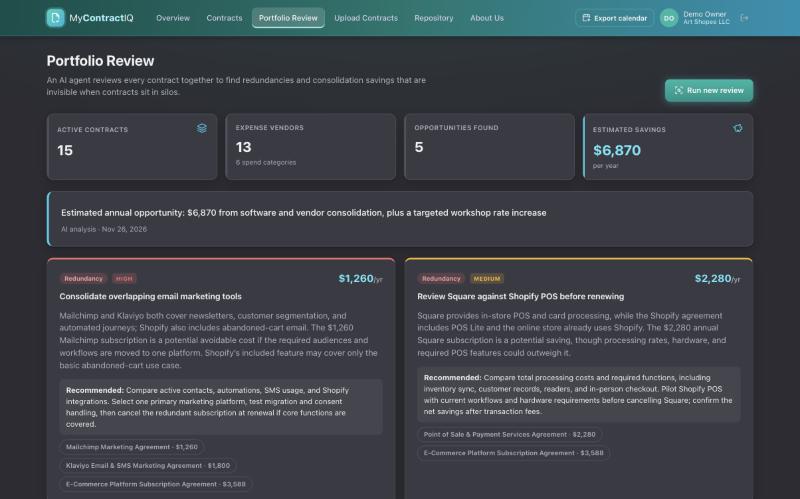 MyContractIQ
Overview
Contracts
Portfolio Review
Upload Contracts
Repository
About Us
Export calendar
DO
Demo Owner
Art Shopee LLC
Portfolio Review
An AI agent reviews every contract together to find redundancies and consolidation savings that are
invisible when contracts sit in silos.
Run new review
ACTIVE CONTRACTS
15
EXPENSE VENDORS
13
6 spend categories
OPPORTUNITIES FOUND
5
ESTIMATED SAVINGS
$6,870
per year
Estimated annual opportunity: $6,870 from software and vendor consolidation, plus a targeted workshop rate increase
AI analysis · Nov 26, 2026
Redundancy HIGH $1,260/yr
Consolidate overlapping email marketing tools
Mailchimp and Klaviyo both cover newsletters, customer segmentation, and
automated journeys; Shopify also includes abandoned-cart email. The $1,260
Mailchimp subscription is a potential avoidable cost if the required audiences and
workflows are moved to one platform. Shopify's included feature may cover only the
basic abandoned-cart use case.
Recommended: Compare active contacts, automations, SMS usage, and Shopify
integrations. Select one primary marketing platform, test migration and consent
handling, then cancel the redundant subscription at renewal if core functions are
covered.
Mailchimp Marketing Agreement · $1,260
Klaviyo Email & SMS Marketing Agreement · $1,800
E-Commerce Platform Subscription Agreement · $3,588
Redundancy MEDIUM $2,280/yr
Review Square against Shopify POS before renewing
Square provides in-store POS and card processing, while the Shopify agreement
includes POS Lite and the online store already uses Shopify. The $2,280 annual
Square subscription is a potential saving, though processing rates, hardware, and
required POS features could outweigh it.
Recommended: Compare total processing costs and required functions, including
inventory sync, customer records, readers, and in-person checkout. Pilot Shopify POS
with current workflows and hardware requirements before cancelling Square; confirm the
net savings after transaction fees.
Point of Sale & Payment Services Agreement · $2,280
E-Commerce Platform Subscription Agreement · $3,588